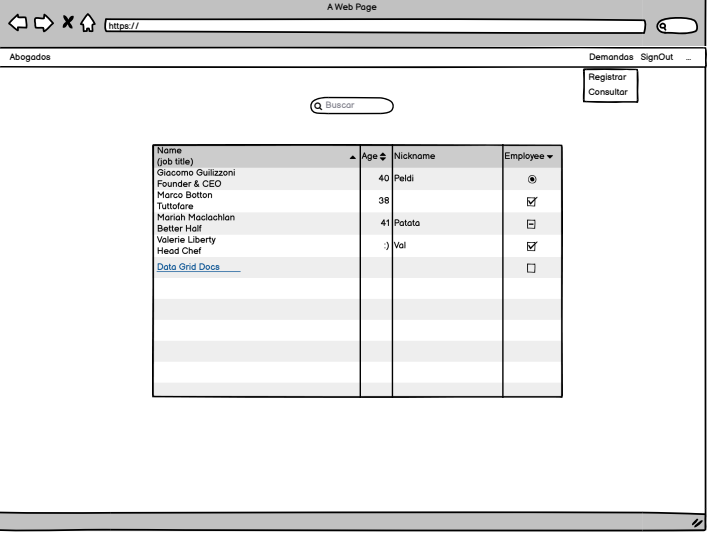 A Web Page
https://
Abogados
Demandas SignOut ...
Registrar
Consultar
Buscar
Name
(job title)
Age
Nickname
Employee
Giacomo Guilizzoni
Founder & CEO
40
Peldi
Marco Botton
Tuttofare
38
Mariah Maclachlan
Better Half
41
Patata
Valerie Liberty
Head Chef
:)
Val
Data Grid Docs